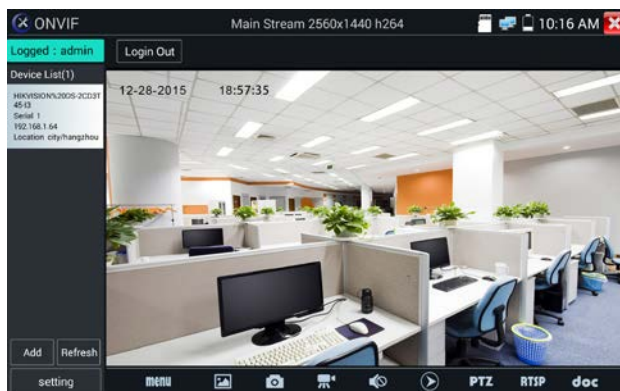 ONVIF
Main Stream 2560x1440 h264
10:16 AM
Logged : admin
Login Out
Device List(1)
HIKVISION%20DS-2CD3T
45-I3
Serial 1
192.168.1.64
Location city/hangzhou
12-28-2015 18:57:35
Add
Refresh
setting
menu
PTZ
RTSP
doc